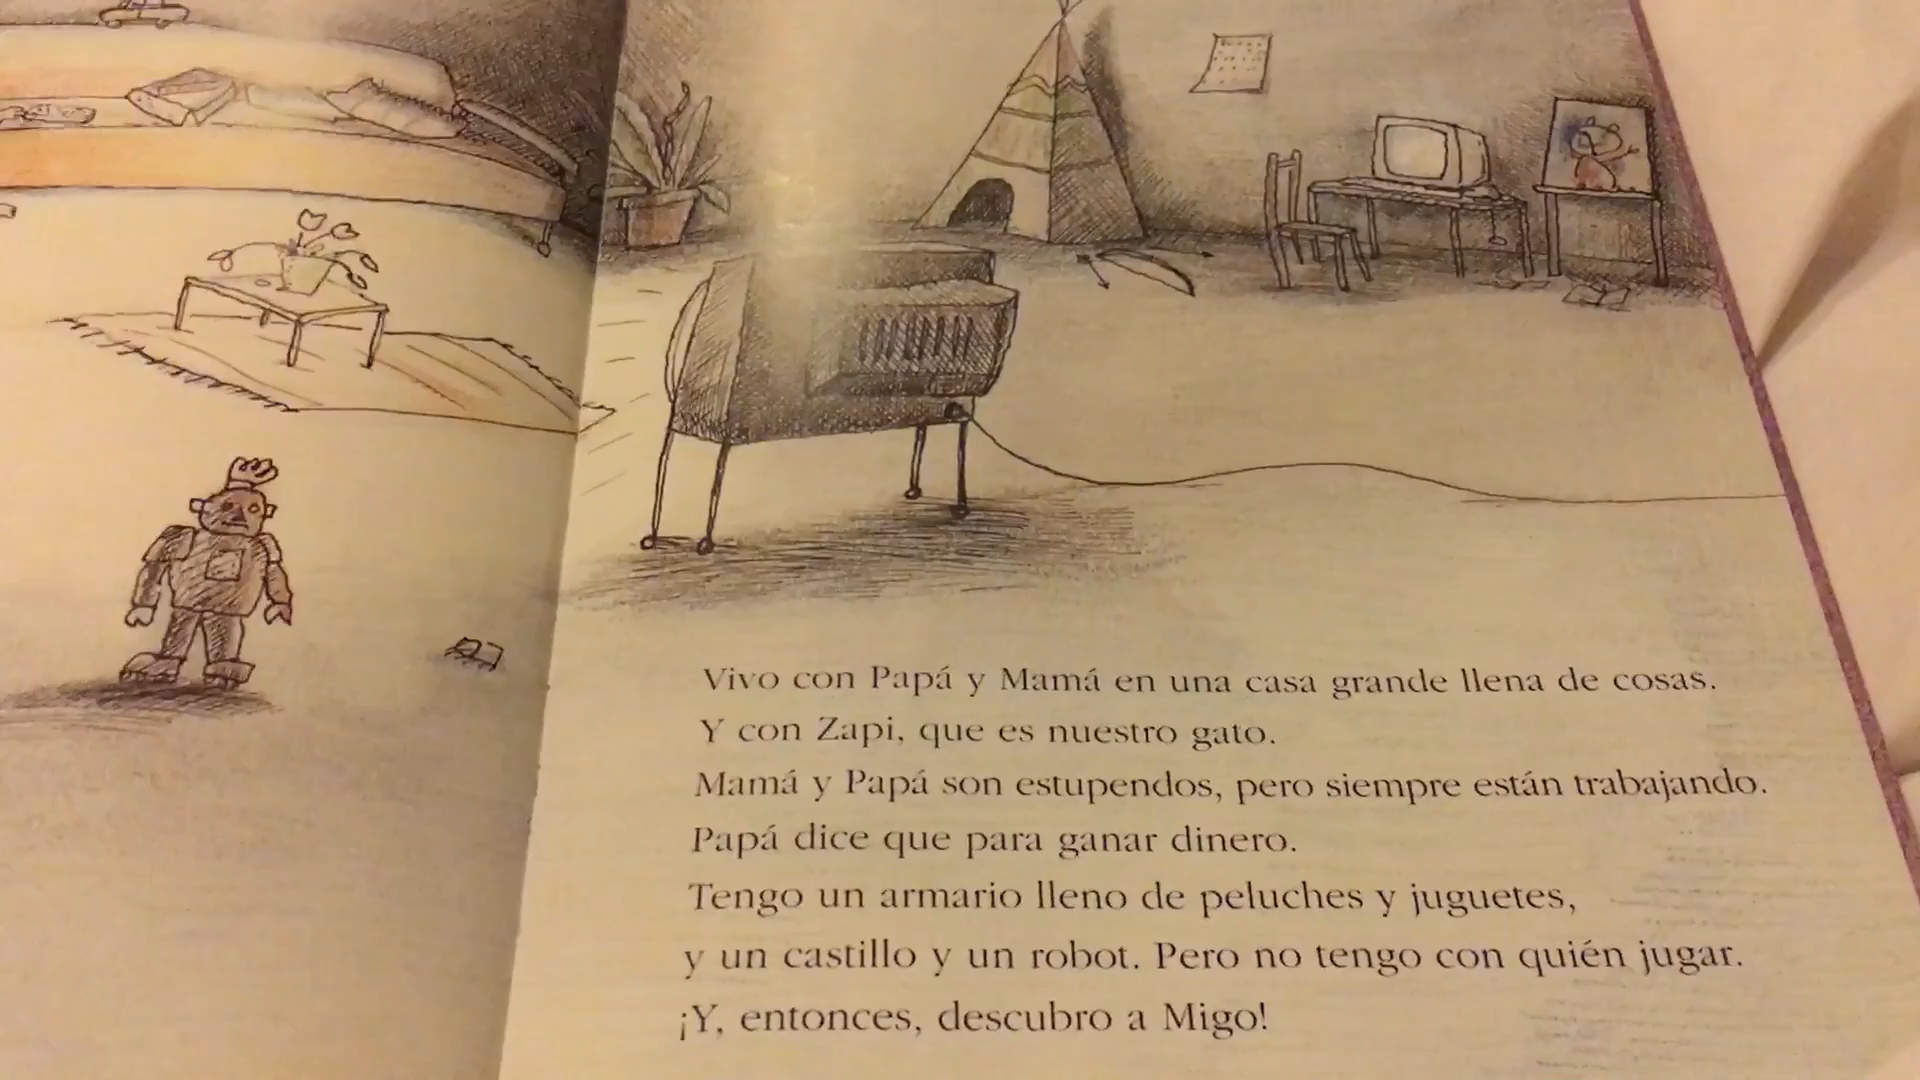 Vivo con Papá y Mamá en una casa grande llena de cosas.
Y con Zapi, que es nuestro gato.
Mamá y Papá son estupendos, pero siempre están trabajando.
Papá dice que para ganar dinero.
Tengo un armario lleno de peluches y juguetes,
y un castillo y un robot. Pero no tengo con quién jugar.
¡Y, entonces, descubro a Migo!